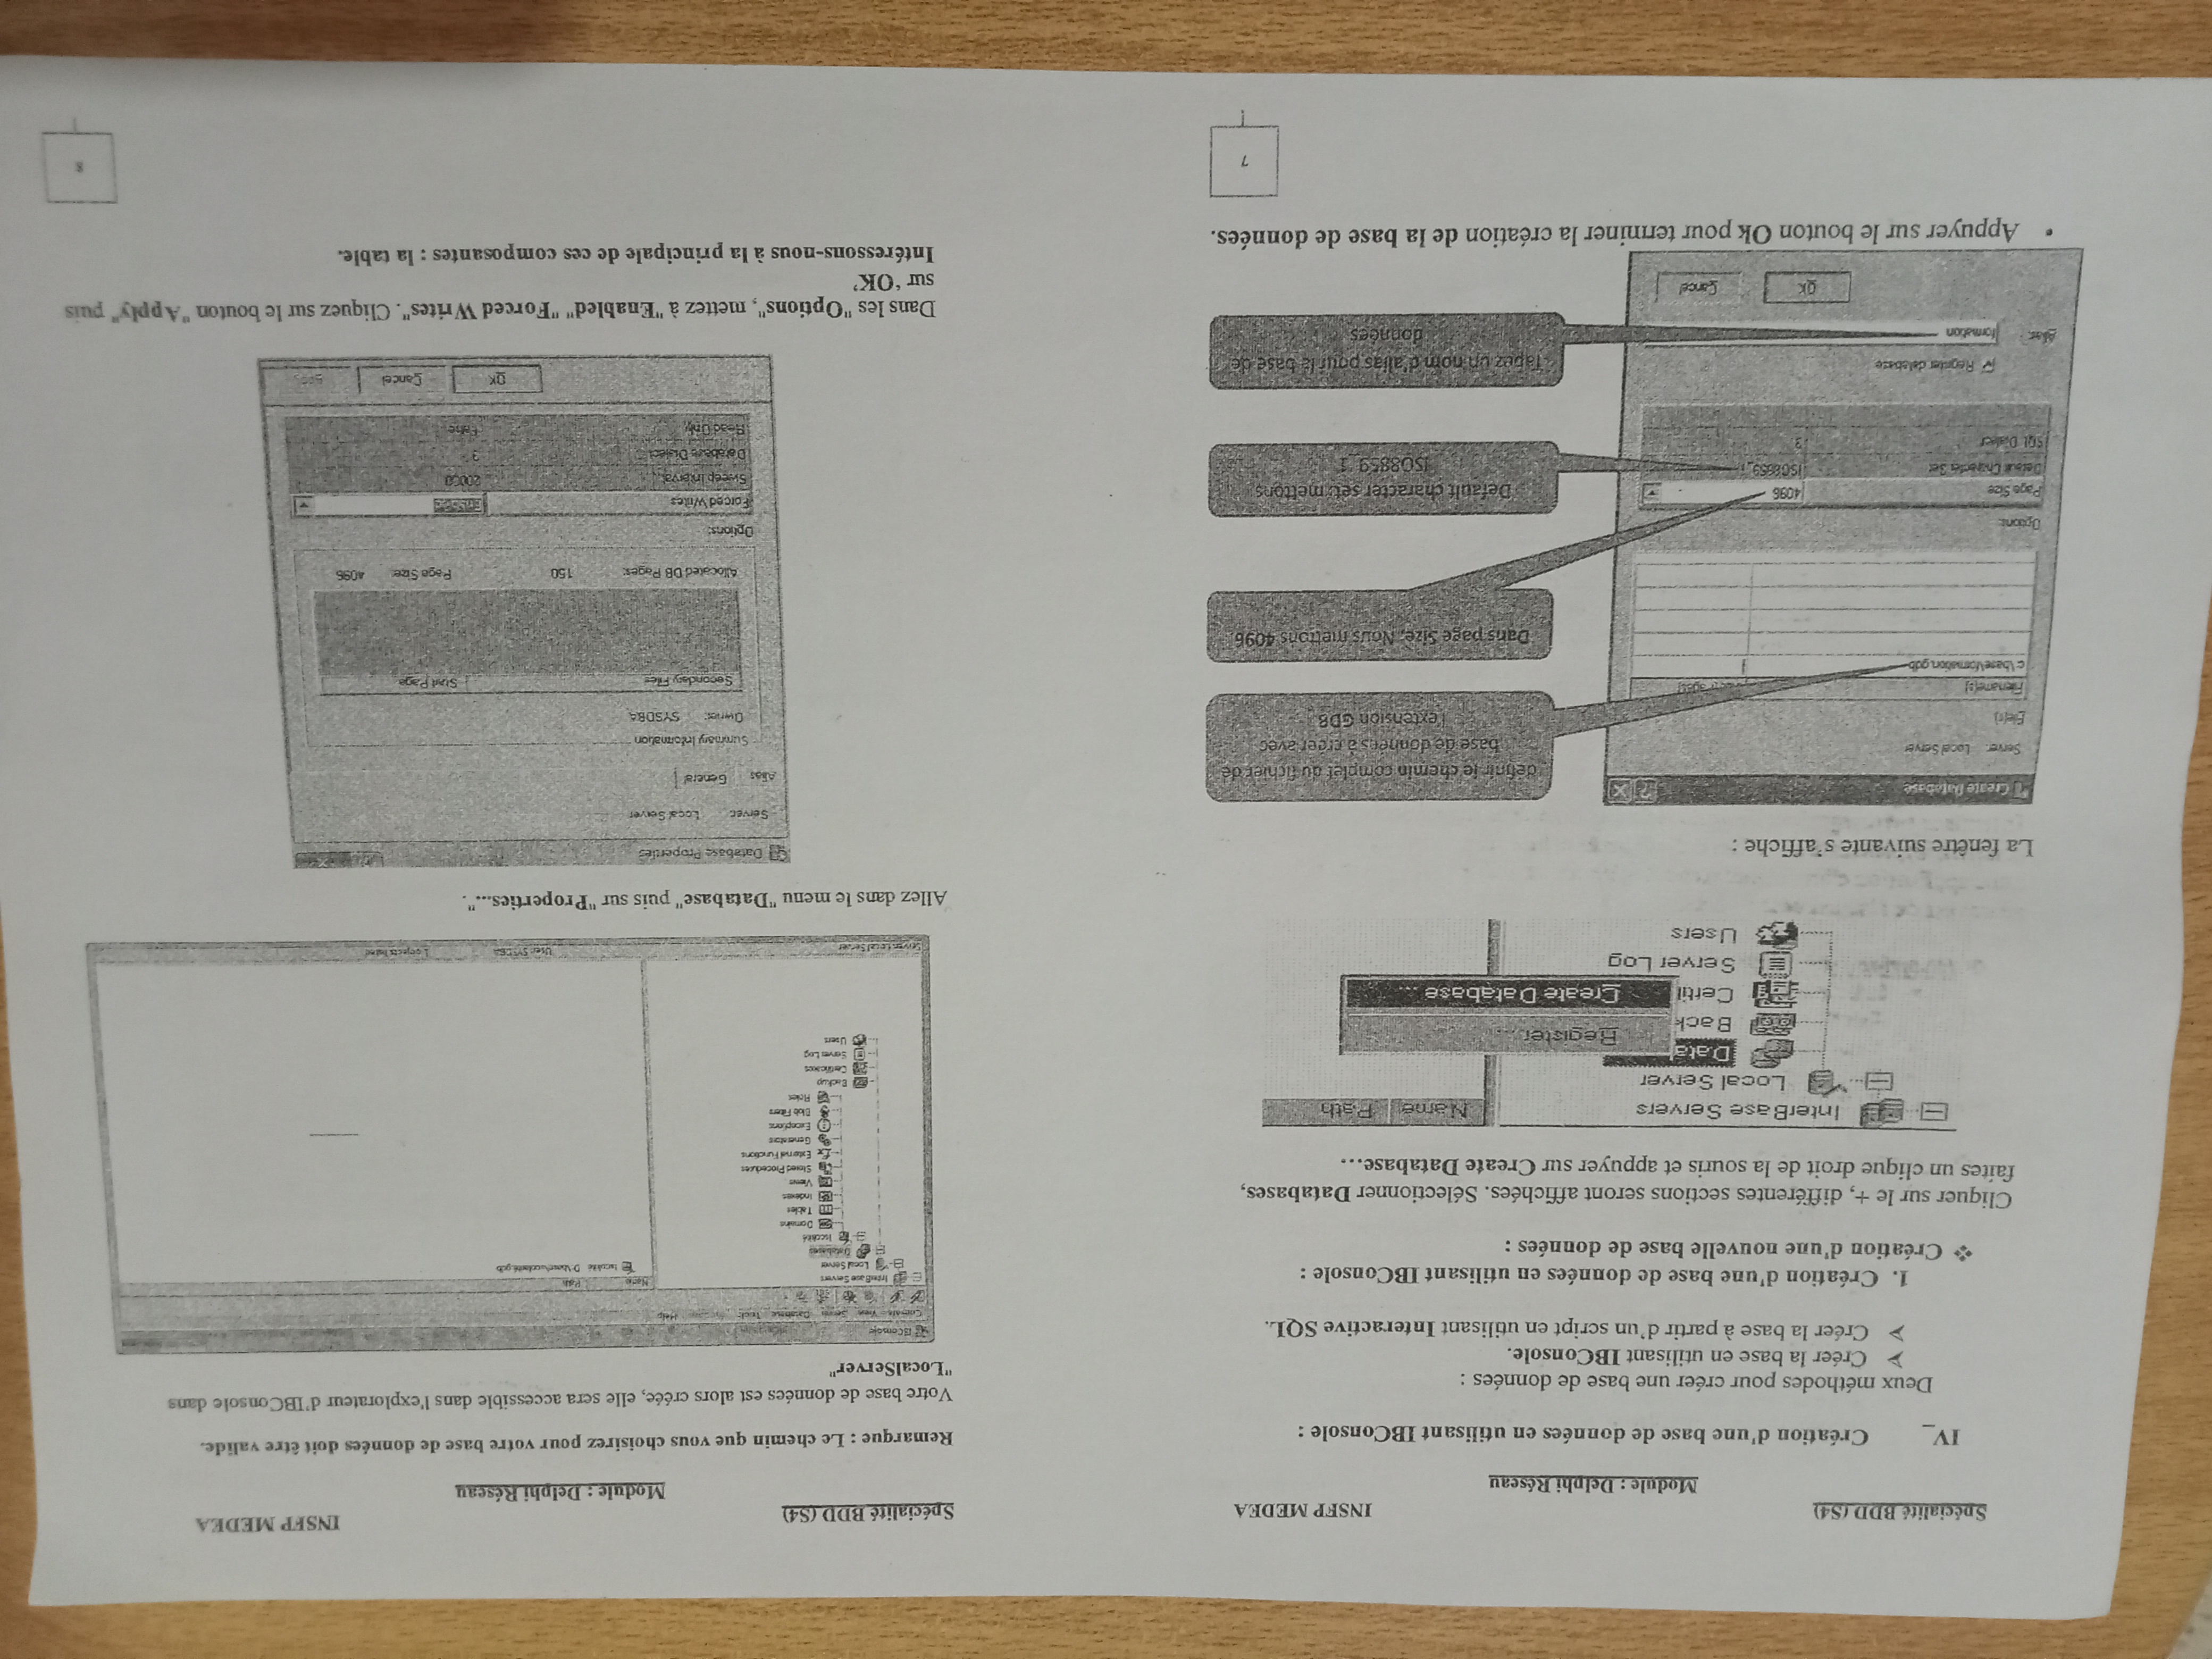 Spécialité BDD (S4)
INSFP MEDEA
Module : Delphi Réseau
IV_ Création d'une base de données en utilisant IBConsole :
Deux méthodes pour créer une base de données :
➢ Créer la base en utilisant IBConsole.
➢ Créer la base à partir d'un script en utilisant Interactive SQL.
1. Création d'une base de données en utilisant IBConsole :
❖ Création d'une nouvelle base de données :
Cliquer sur le +, différentes sections seront affichées. Sélectionner Databases,
faites un clique droit de la souris et appuyer sur Create Database...
InterBase Servers
Name Path
Local Server
Data
Register...
Back
Create Database ...
Certif
Server Log
Users
La fenêtre suivante s'affiche :
Create Database
Server: Local Server
File(s)
Filename(s)
c:\base\formation.gdb
Options:
Page Size 4096
Default Character Set ISO8859_1
SQL Dialect 3
Register database
Alias: formation
OK Cancel
définir le chemin complet du fichier de
base de données à créer avec
l'extension GDB
Dans page Size, Nous mettons 4096
Default character set: mettons
ISO8859_1
Tapez un nom d'alias pour la base de
données
• Appuyer sur le bouton Ok pour terminer la création de la base de données.
7
Spécialité BDD (S4)
INSFP MEDEA
Module : Delphi Réseau
Remarque : Le chemin que vous choisirez pour votre base de données doit être valide.
Votre base de données est alors créée, elle sera accessible dans l'explorateur d'IBConsole dans
"LocalServer"
IBConsole
Console View Server Database Tools Help
Name Path
InterBase Servers
Local Server
Databases
Domains
Tables
Indexes
Views
Stored Procedures
External Functions
Generators
Exceptions
Blob Filters
Roles
Backup
Certificates
Server Log
Users
Server: Local Server
User: SYSDBA
1 objects listed
Allez dans le menu "Database" puis sur "Properties...".
Database Properties
Server: Local Server
Alias General
Summary Information
Owner: SYSDBA
Secondary Files Start Page
Allocated DB Pages: 150 Page Size: 4096
Options:
Forced Writes Enabled
Sweep Interval 20000
Database Dialect 3
Read Only False
OK Cancel
Dans les "Options", mettez à "Enabled" "Forced Writes". Cliquez sur le bouton "Apply" puis
sur ‘OK’
Intéressons-nous à la principale de ces composantes : la table.
8